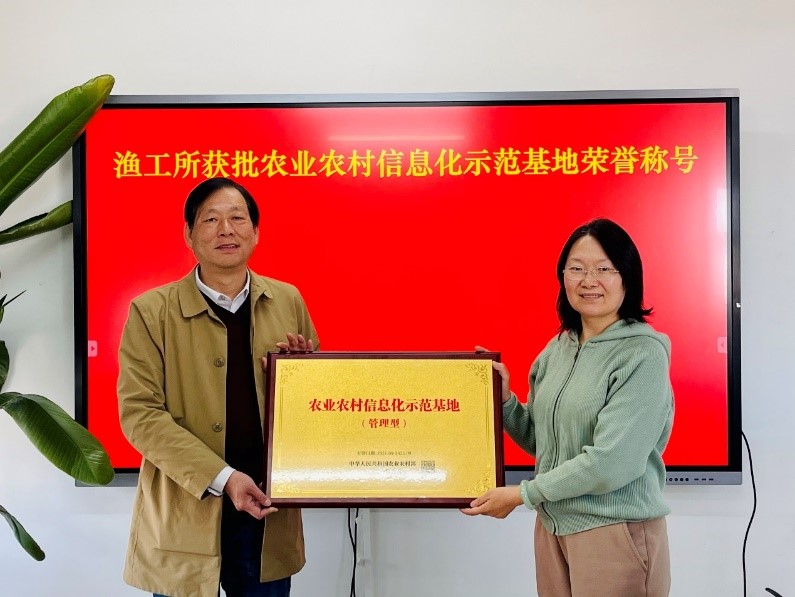 渔工所获批农业农村信息化示范基地荣誉称号
农业农村信息化示范基地
（管理型）
中华人民共和国农业农村部